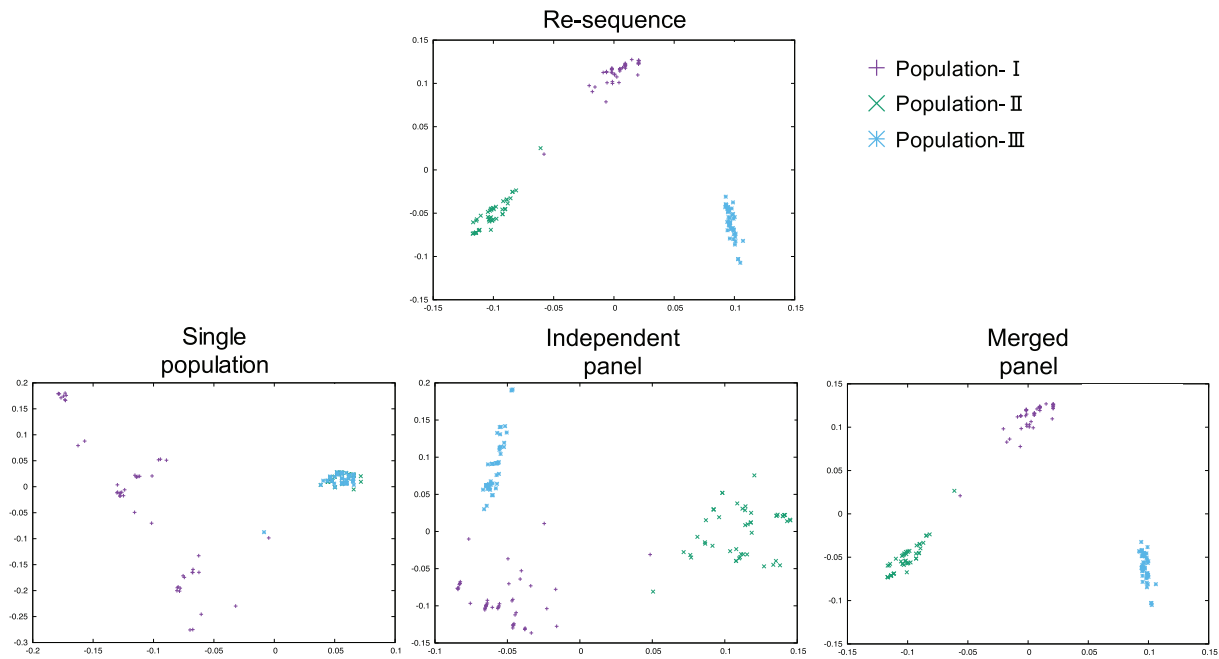 Re-sequence
0.15
0.1
0.05
0
-0.05
-0.1
-0.15
-0.15 -0.1 -0.05 0 0.05 0.1 0.15
Population-Ⅰ
Population-Ⅱ
Population-Ⅲ
Single
population
0.2
0.15
0.1
0.05
0
-0.05
-0.1
-0.15
-0.2
-0.25
-0.3
-0.2 -0.15 -0.1 -0.05 0 0.05 0.1
Independent
panel
0.2
0.15
0.1
0.05
0
-0.05
-0.1
-0.15
-0.1 -0.05 0 0.05 0.1 0.15
Merged
panel
0.15
0.1
0.05
0
-0.05
-0.1
-0.15
-0.15 -0.1 -0.05 0 0.05 0.1 0.15